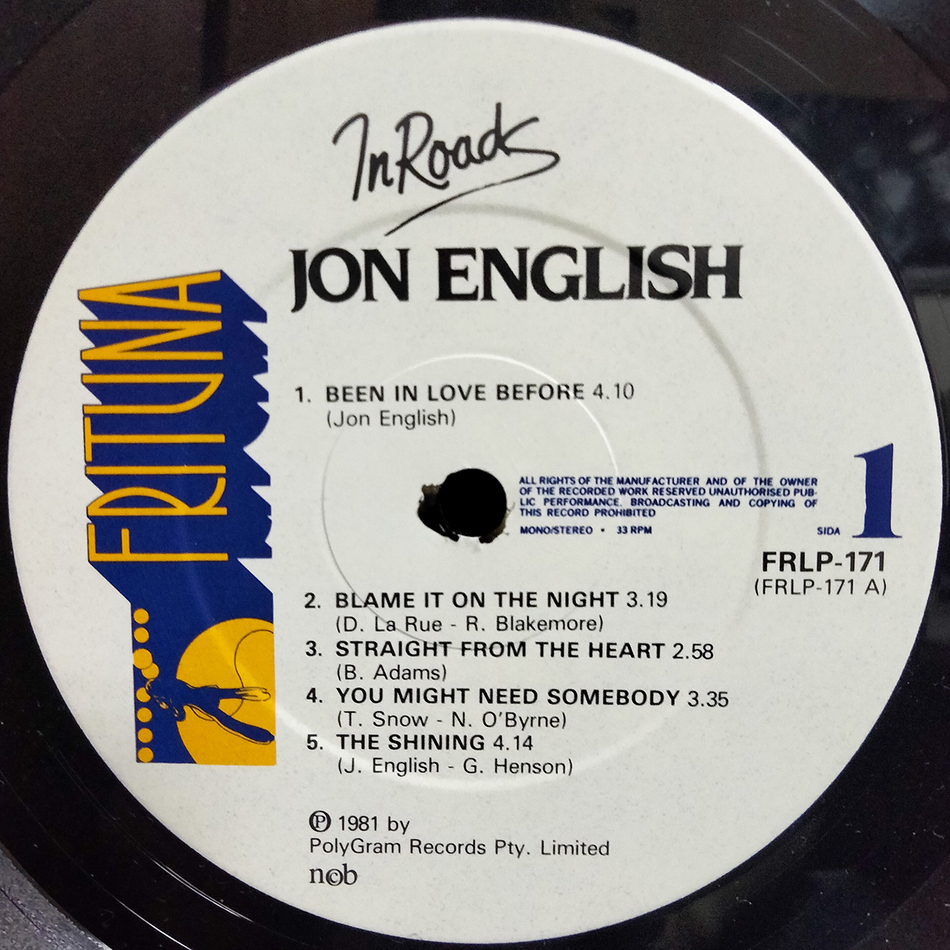 In Roads
JON ENGLISH
FRITUNA
1. BEEN IN LOVE BEFORE 4.10
(Jon English)
ALL RIGHTS OF THE MANUFACTURER AND OF THE OWNER
OF THE RECORDED WORK RESERVED UNAUTHORISED PUB-
LIC PERFORMANCE, BROADCASTING AND COPYING OF
THIS RECORD PROHIBITED
MONO/STEREO • 33 RPM
SIDA 1
FRLP-171
(FRLP-171 A)
2. BLAME IT ON THE NIGHT 3.19
(D. La Rue - R. Blakemore)
3. STRAIGHT FROM THE HEART 2.58
(B. Adams)
4. YOU MIGHT NEED SOMEBODY 3.35
(T. Snow - N. O'Byrne)
5. THE SHINING 4.14
(J. English - G. Henson)
℗ 1981 by
PolyGram Records Pty. Limited
n©b